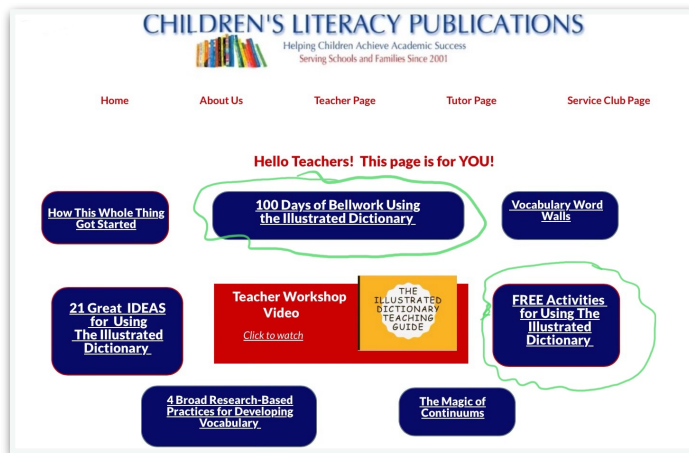 CHILDREN'S LITERACY PUBLICATIONS
Helping Children Achieve Academic Success
Serving Schools and Families Since 2001
Home About Us Teacher Page Tutor Page Service Club Page
Hello Teachers! This page is for YOU!
How This Whole Thing
Got Started
100 Days of Bellwork Using
the Illustrated Dictionary
Vocabulary Word
Walls
21 Great IDEAS
for Using
The Illustrated
Dictionary
Teacher Workshop
Video
Click to watch
THE
ILLUSTRATED
DICTIONARY
TEACHING
GUIDE
FREE Activities
for Using The
Illustrated
Dictionary
4 Broad Research-Based
Practices for Developing
Vocabulary
The Magic of
Continuums